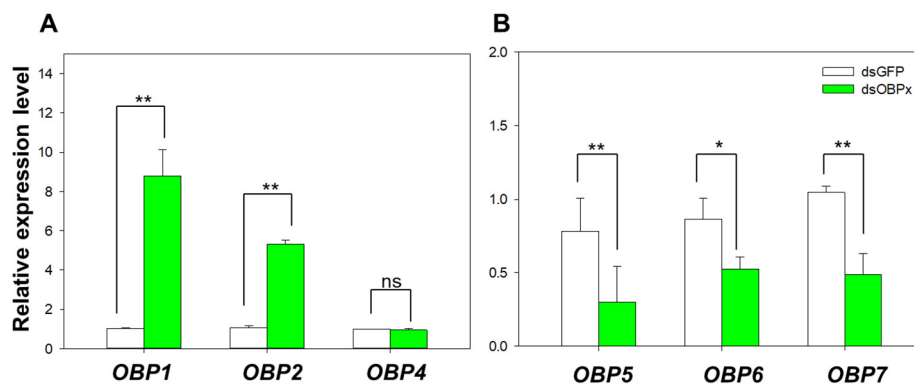 A
Relative expression level
14
12
10
8
6
4
2
0
**
**
ns
OBP1 OBP2 OBP4
B
2.0
1.5
1.0
0.5
0.0
dsGFP
dsOBPx
** * **
OBP5 OBP6 OBP7